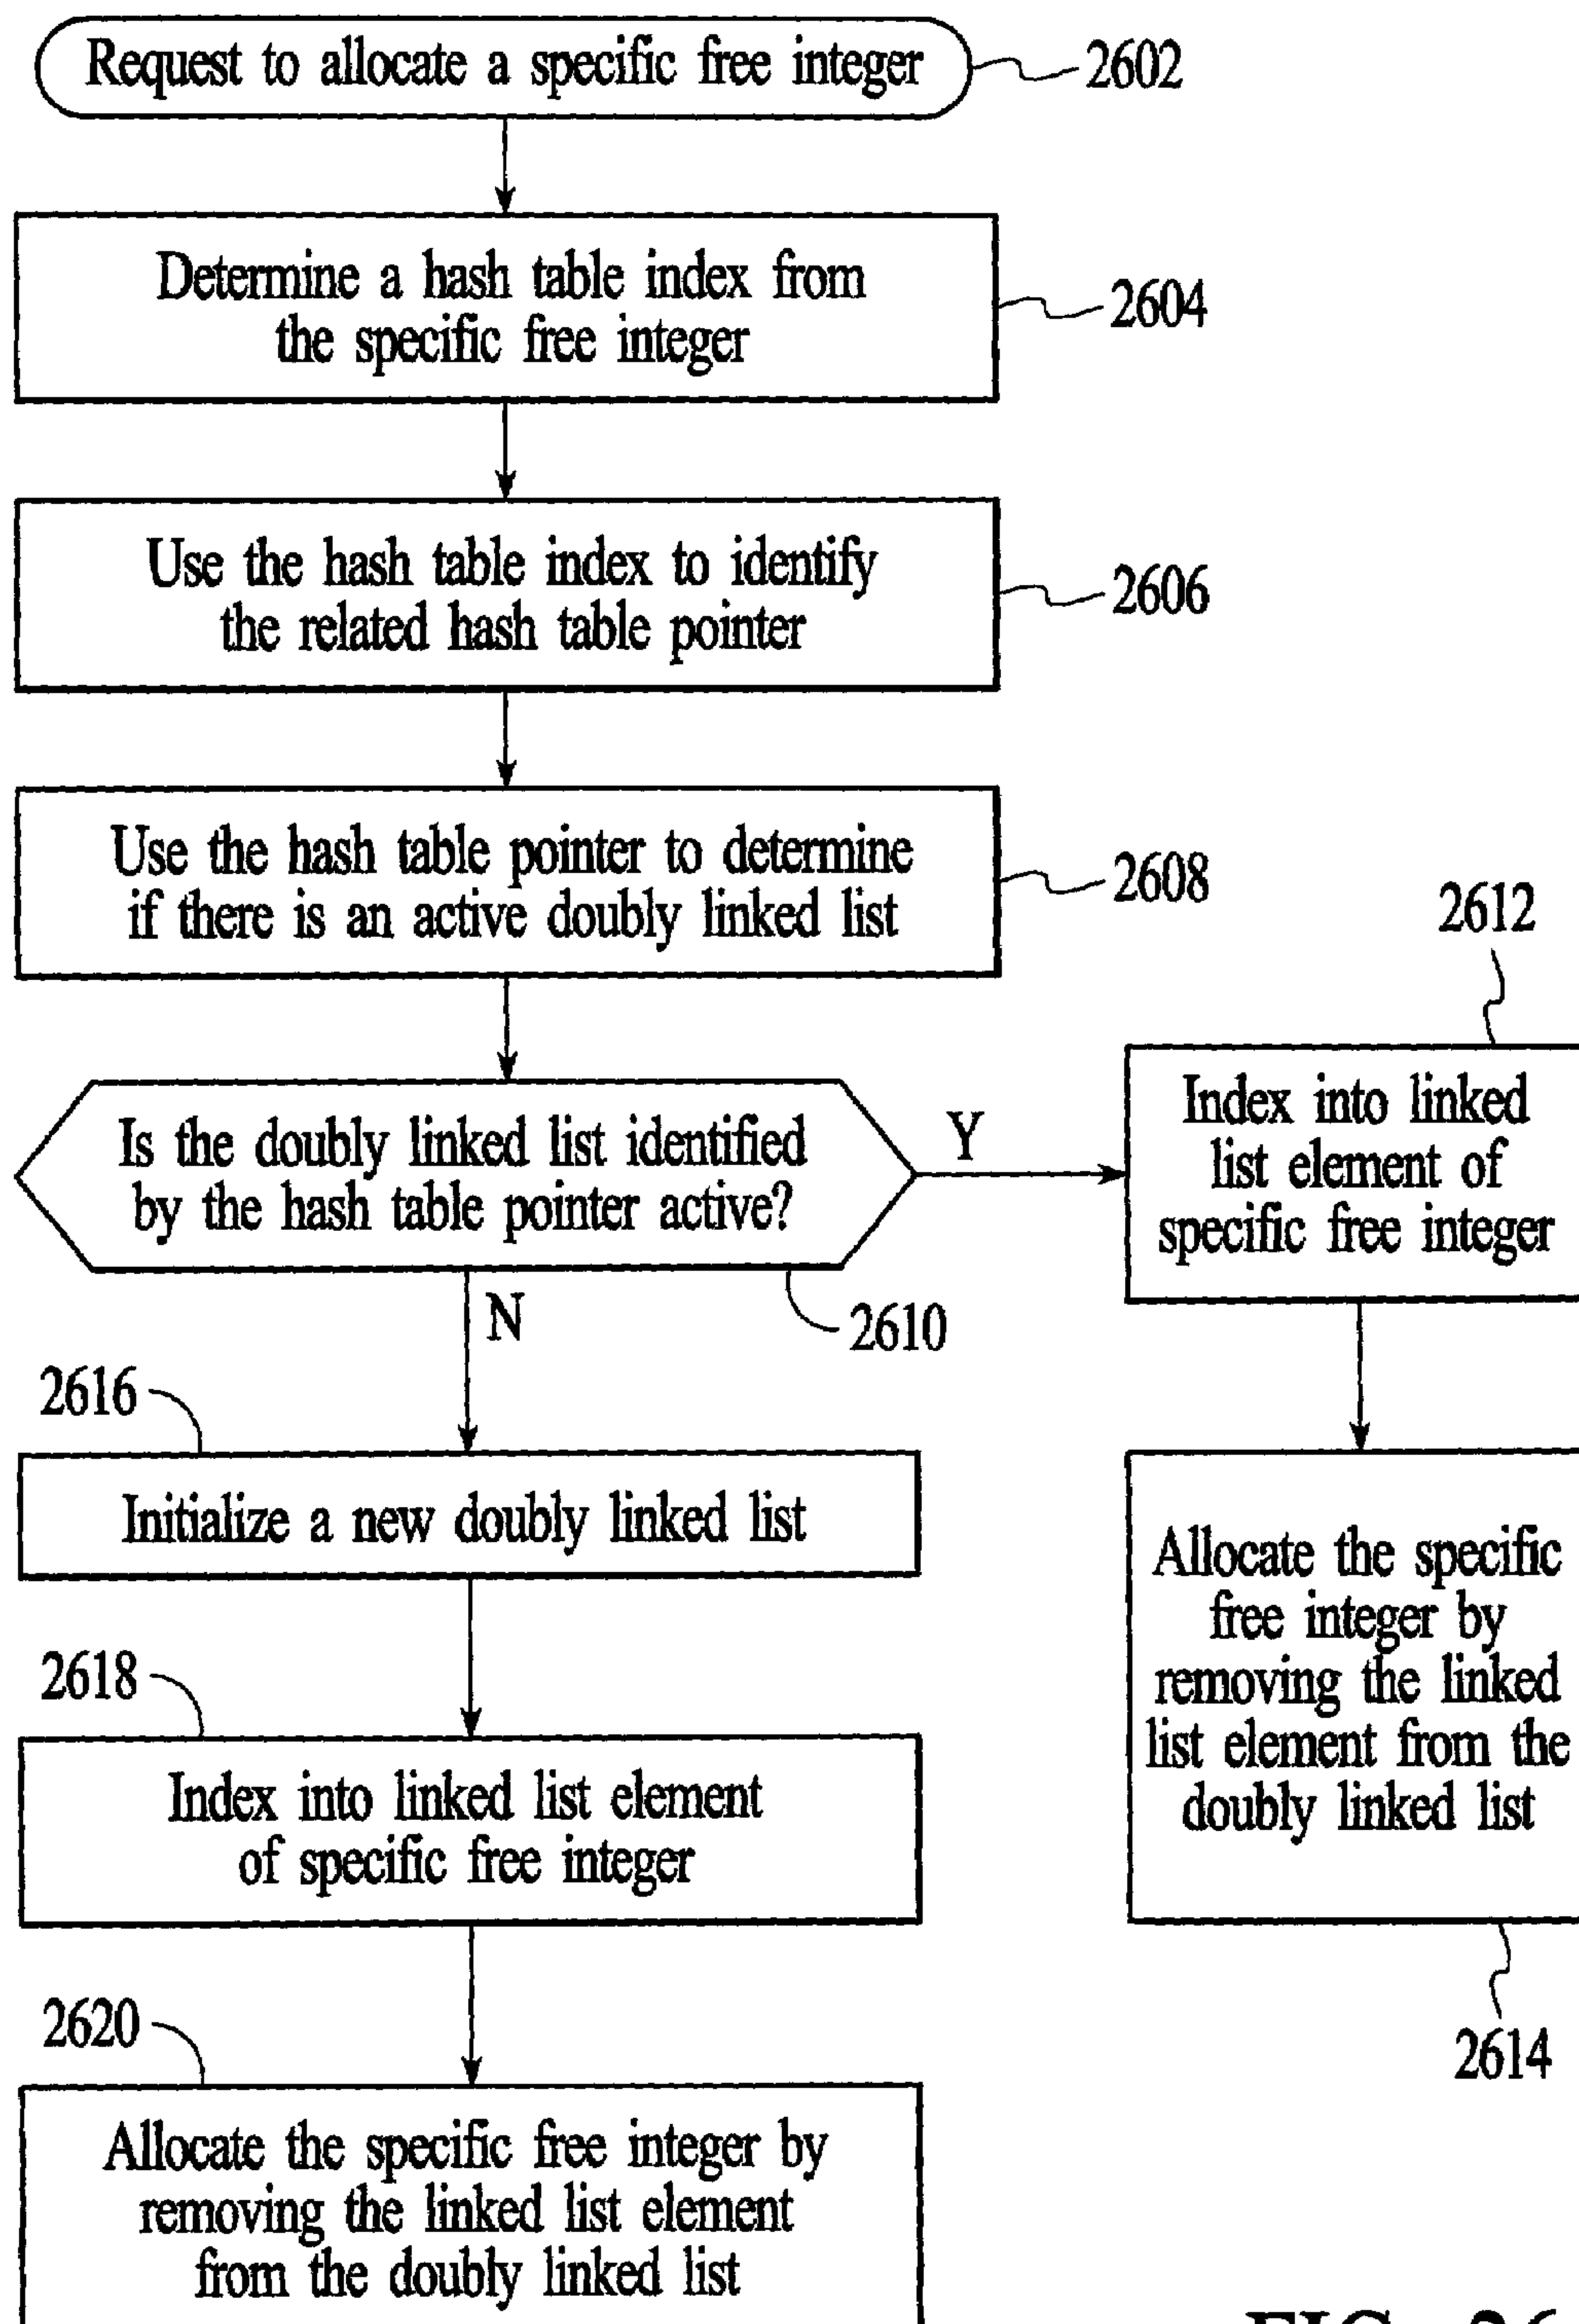 Request to allocate a specific free integer
2602
Determine a hash table index from
the specific free integer
2604
Use the hash table index to identify
the related hash table pointer
2606
Use the hash table pointer to determine
if there is an active doubly linked list
2608
Is the doubly linked list identified
by the hash table pointer active?
2610
Y
N
2612
Index into linked
list element of
specific free integer
Allocate the specific
free integer by
removing the linked
list element from the
doubly linked list
2614
2616
Initialize a new doubly linked list
2618
Index into linked list element
of specific free integer
2620
Allocate the specific free integer by
removing the linked list element
from the doubly linked list